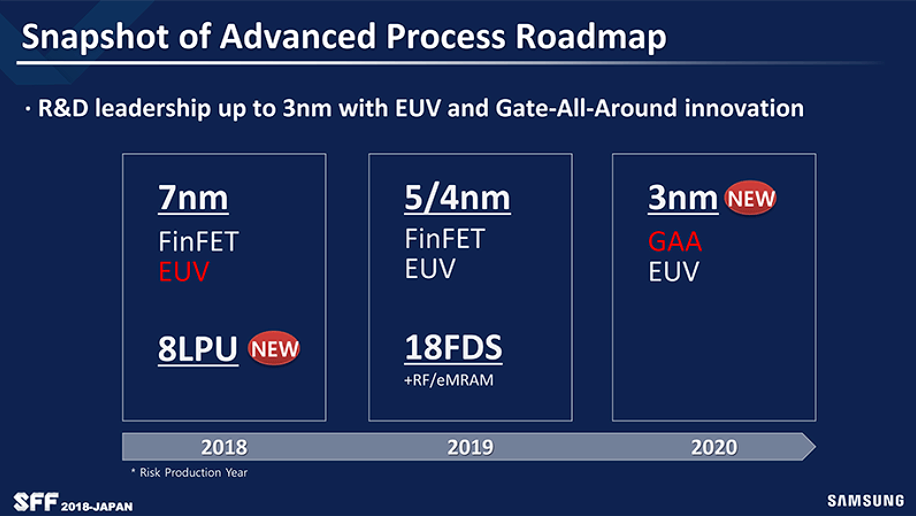 Snapshot of Advanced Process Roadmap
· R&D leadership up to 3nm with EUV and Gate-All-Around innovation
7nm
FinFET
EUV
8LPU NEW
5/4nm
FinFET
EUV
18FDS
+RF/eMRAM
3nm NEW
GAA
EUV
2018 2019 2020
* Risk Production Year
SFF 2018-JAPAN
SAMSUNG